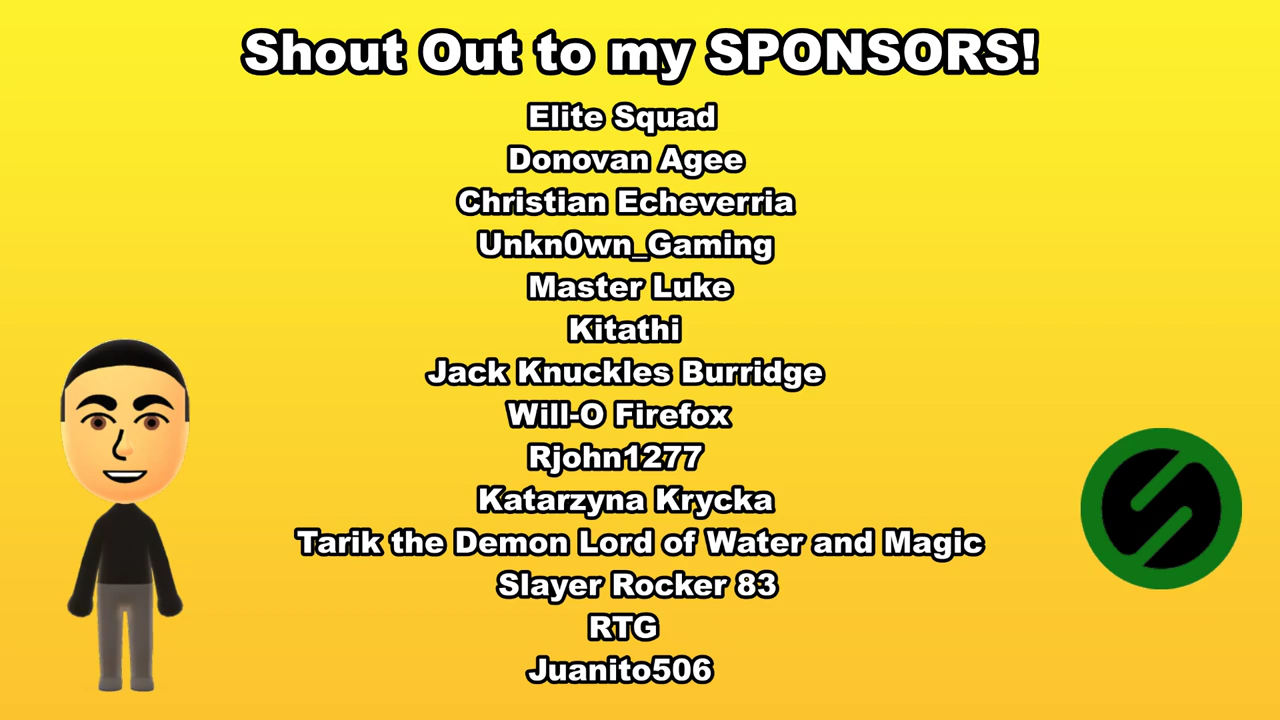 Shout Out to my SPONSORS!
Elite Squad
Donovan Agee
Christian Echeverria
Unkn0wn_Gaming
Master Luke
Kitathi
Jack Knuckles Burridge
Will-O Firefox
Rjohn1277
Katarzyna Krycka
Tarik the Demon Lord of Water and Magic
Slayer Rocker 83
RTG
Juanito506